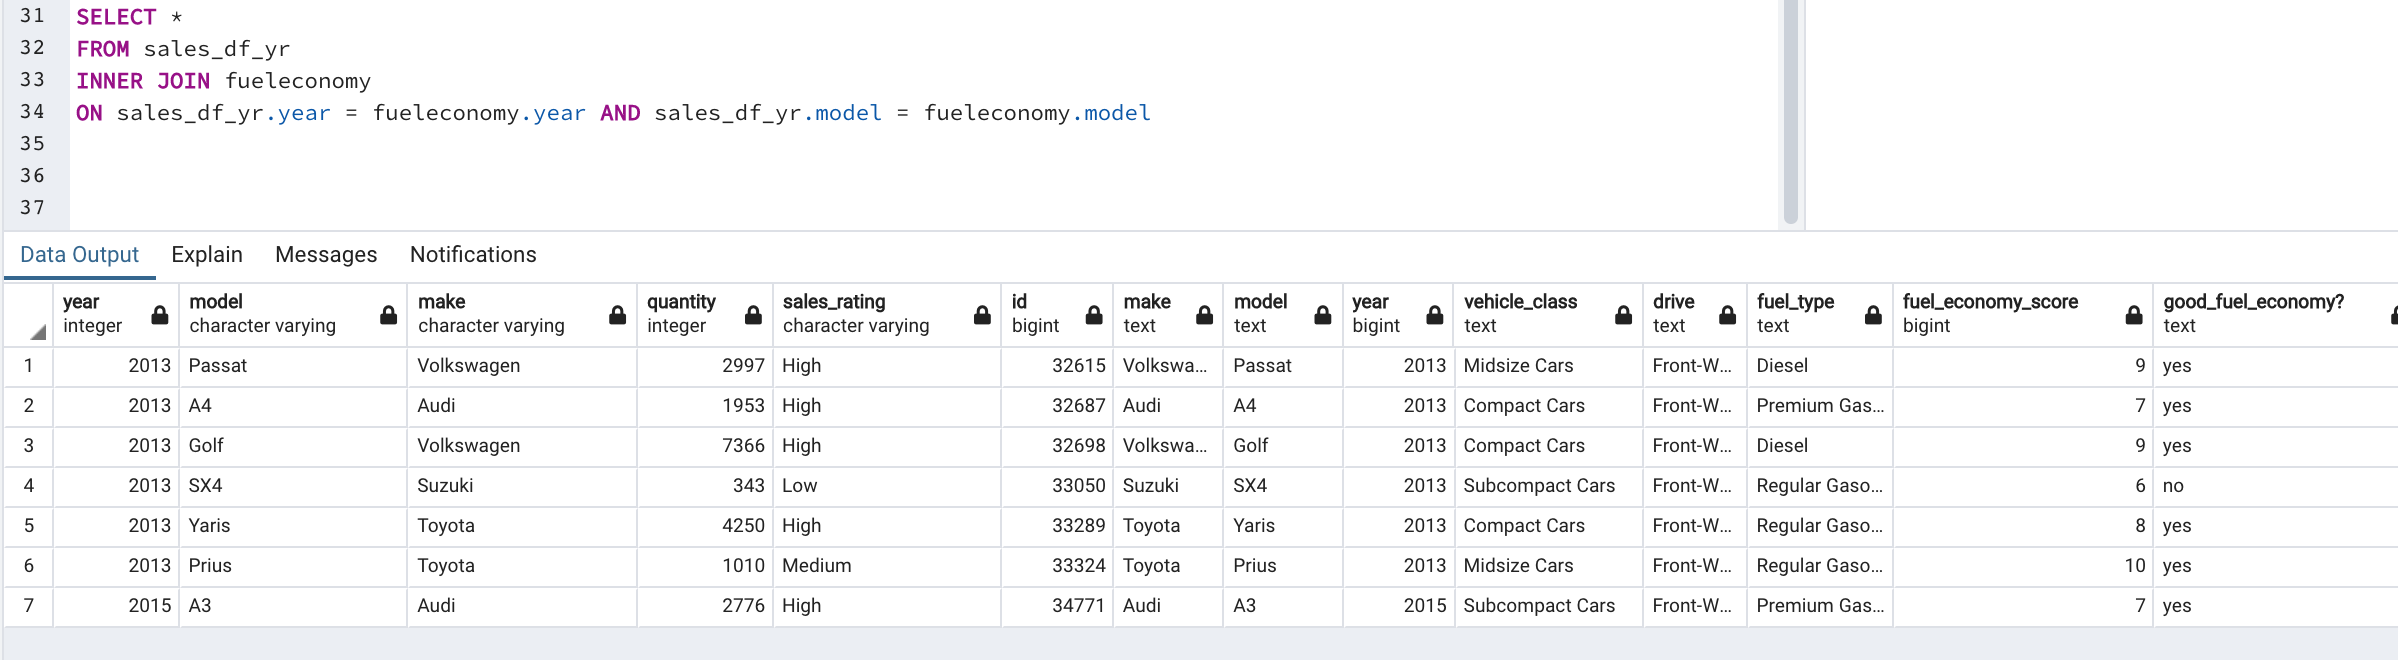 31 SELECT *
32 FROM sales_df_yr
33 INNER JOIN fueleconomy
34 ON sales_df_yr.year = fueleconomy.year AND sales_df_yr.model = fueleconomy.model
35
36
37
Data Output Explain Messages Notifications
year model make quantity sales_rating id make model year vehicle_class drive fuel_type fuel_economy_score good_fuel_economy?
integer character varying character varying integer character varying bigint text text bigint text text text bigint text
1 2013 Passat Volkswagen 2997 High 32615 Volkswa... Passat 2013 Midsize Cars Front-W... Diesel 9 yes
2 2013 A4 Audi 1953 High 32687 Audi A4 2013 Compact Cars Front-W... Premium Gas... 7 yes
3 2013 Golf Volkswagen 7366 High 32698 Volkswa... Golf 2013 Compact Cars Front-W... Diesel 9 yes
4 2013 SX4 Suzuki 343 Low 33050 Suzuki SX4 2013 Subcompact Cars Front-W... Regular Gaso... 6 no
5 2013 Yaris Toyota 4250 High 33289 Toyota Yaris 2013 Compact Cars Front-W... Regular Gaso... 8 yes
6 2013 Prius Toyota 1010 Medium 33324 Toyota Prius 2013 Midsize Cars Front-W... Regular Gaso... 10 yes
7 2015 A3 Audi 2776 High 34771 Audi A3 2015 Subcompact Cars Front-W... Premium Gas... 7 yes